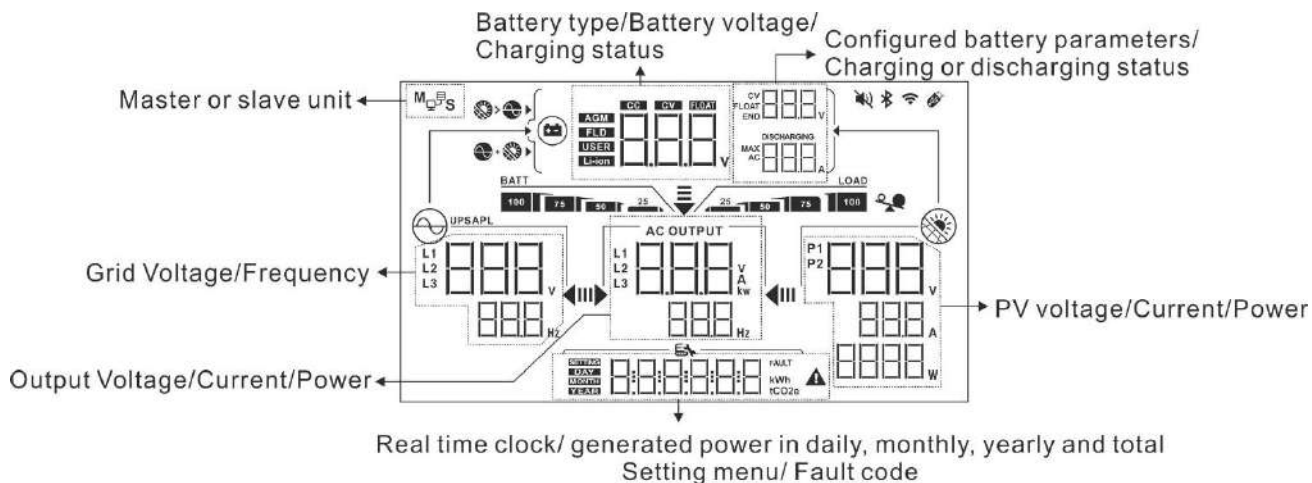 Battery type/Battery voltage/
Charging status
Configured battery parameters/
Charging or discharging status
Master or slave unit
M S
CC CV FLOAT
AGM
FLD
USER
Li-ion
V
CV
FLOAT
END
V
DISCHARGING
MAX
AC
A
BATT
LOAD
100 75 50 25
25 50 75 100
UPSAPL
L1
L2
L3
V
Hz
AC OUTPUT
L1
L2
L3
V
A
kw
Hz
P1
P2
V
A
W
Grid Voltage/Frequency
PV voltage/Current/Power
Output Voltage/Current/Power
SETTING
DAY
MONTH
YEAR
FAULT
kWh
tCO2e
Real time clock/ generated power in daily, monthly, yearly and total
Setting menu/ Fault code